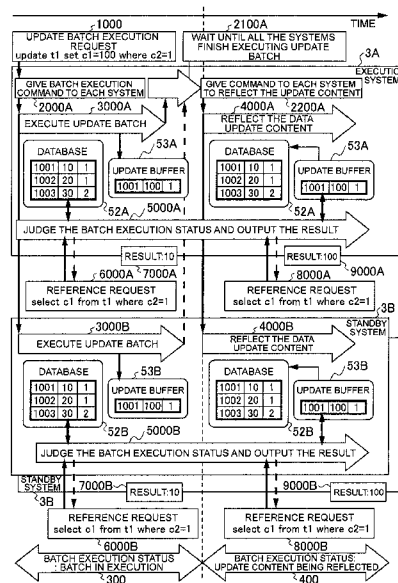 TIME
1000
2100A
UPDATE BATCH EXECUTION
REQUEST
update t1 set c1=100 where c2=1
WAIT UNTIL ALL THE SYSTEMS
FINISH EXECUTING UPDATE
BATCH
3A
EXECUTION
SYSTEM
GIVE BATCH EXECUTION
COMMAND TO EACH SYSTEM
GIVE COMMAND TO EACH SYSTEM
TO REFLECT THE UPDATE CONTENT
2000A
3000A
4000A
2200A
EXECUTE UPDATE BATCH
REFLECT THE DATA
UPDATE CONTENT
DATABASE
1001 10 1
1002 20 1
1003 30 2
53A
UPDATE BUFFER
1001 100 1
52A
DATABASE
1001 10 1
1002 20 1
1003 30 2
53A
UPDATE BUFFER
1001 100 1
52A
5000A
JUDGE THE BATCH EXECUTION STATUS AND OUTPUT THE RESULT
RESULT:10
RESULT:100
6000A
7000A
8000A
9000A
REFERENCE REQUEST
select c1 from t1 where c2=1
REFERENCE REQUEST
select c1 from t1 where c2=1
3B
STANDBY
SYSTEM
3000B
4000B
EXECUTE UPDATE BATCH
REFLECT THE DATA
UPDATE CONTENT
DATABASE
1001 10 1
1002 20 1
1003 30 2
53B
UPDATE BUFFER
1001 100 1
52B
DATABASE
1001 10 1
1002 20 1
1003 30 2
53B
UPDATE BUFFER
1001 100 1
52B
5000B
JUDGE THE BATCH EXECUTION STATUS AND OUTPUT THE RESULT
STANDBY
SYSTEM
3B
7000B
RESULT:10
9000B
RESULT:100
REFERENCE REQUEST
select c1 from t1 where c2=1
REFERENCE REQUEST
select c1 from t1 where c2=1
6000B
8000B
BATCH EXECUTION STATUS
: BATCH IN EXECUTION
BATCH EXECUTION STATUS:
UPDATE CONTENT BEING REFLECTED
300
400